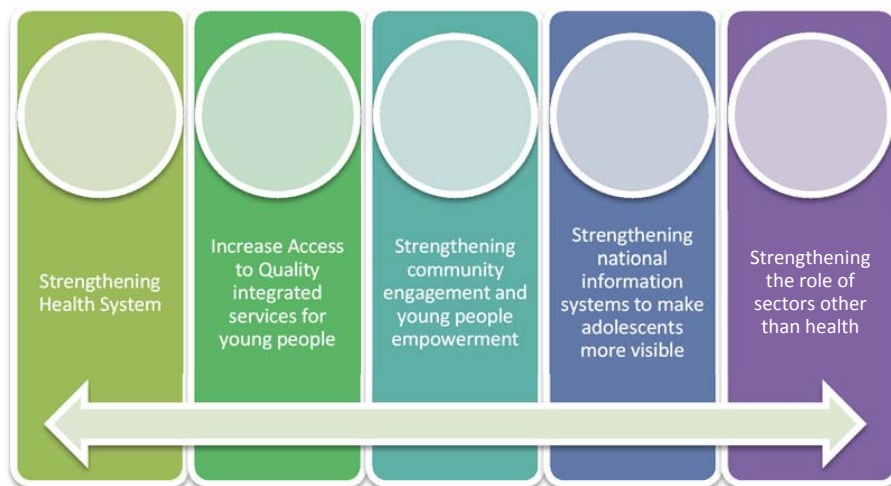 Strengthening
Health System
Increase Access
to Quality
integrated
services for
young people
Strengthening
community
engagement and
young people
empowerment
Strengthening
national
information
systems to make
adolescents
more visible
Strengthening
the role of
sectors other
than health